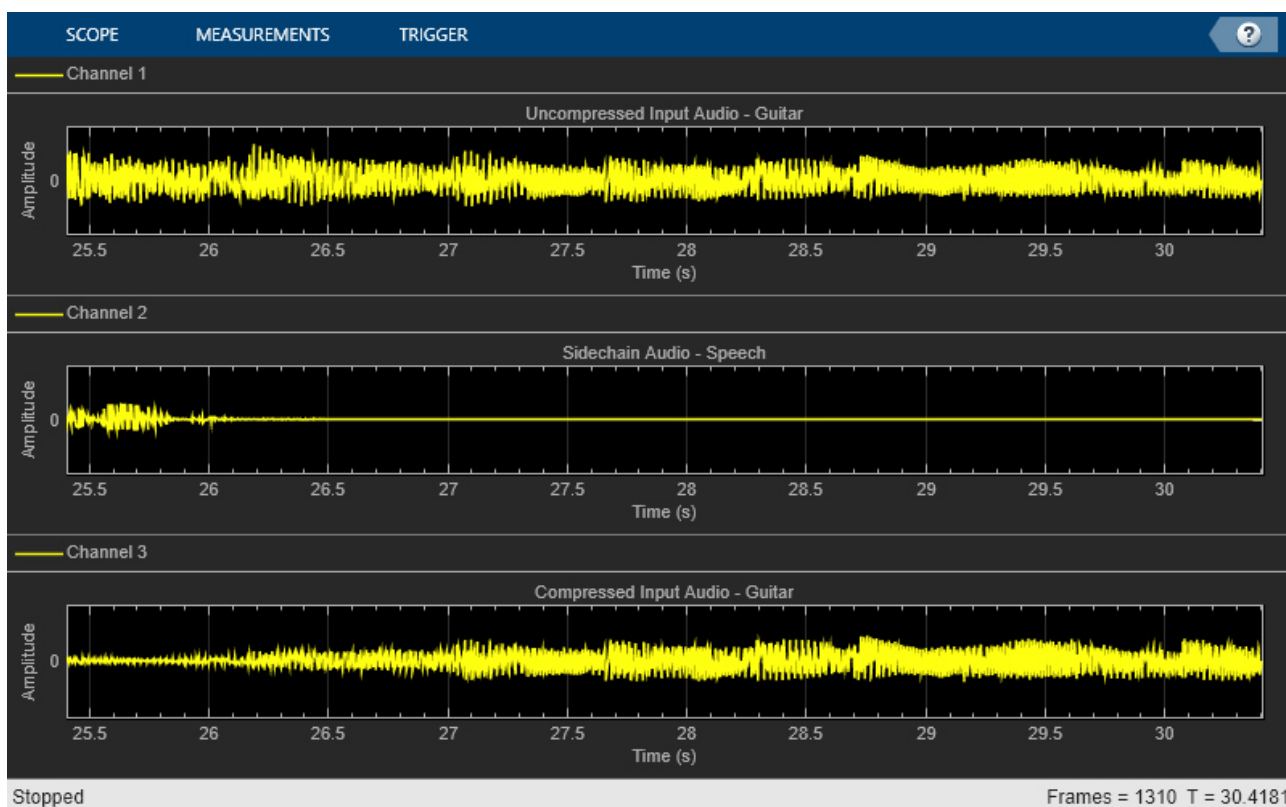 SCOPE MEASUREMENTS TRIGGER ?
Channel 1
Uncompressed Input Audio - Guitar
Amplitude
0
25.5 26 26.5 27 27.5 28 28.5 29 29.5 30
Time (s)
Channel 2
Sidechain Audio - Speech
Amplitude
0
25.5 26 26.5 27 27.5 28 28.5 29 29.5 30
Time (s)
Channel 3
Compressed Input Audio - Guitar
Amplitude
0
25.5 26 26.5 27 27.5 28 28.5 29 29.5 30
Time (s)
Stopped Frames = 1310 T = 30.4181